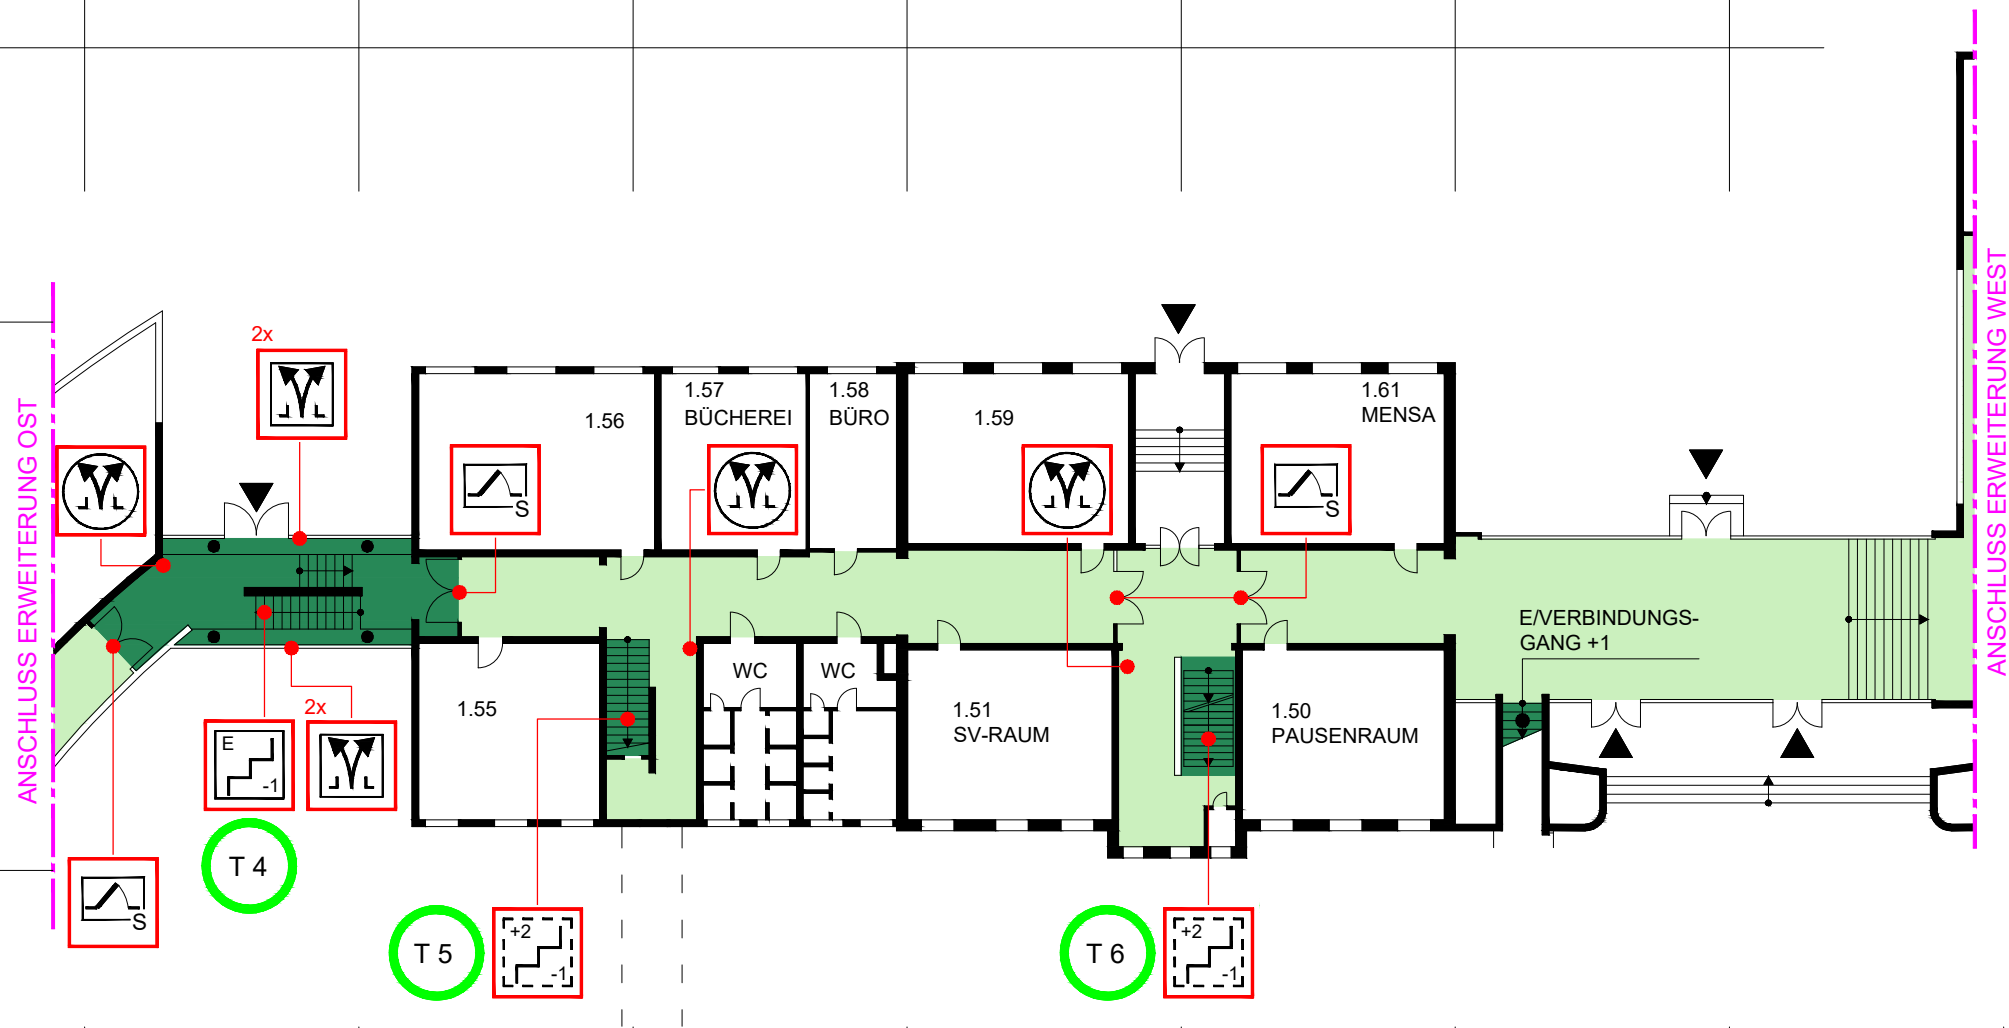 2x
ANSCHLUSS ERWEITERUNG OST
1.56
1.57
BÜCHEREI
1.58
BÜRO
1.59
1.61
MENSA
ANSCHLUSS ERWEITERUNG WEST
S
S
E/VERBINDUNGS-
GANG +1
WC
WC
1.55
1.51
SV-RAUM
1.50
PAUSENRAUM
2x
E
-1
T 4
S
T 5
+2
-1
T 6
+2
-1